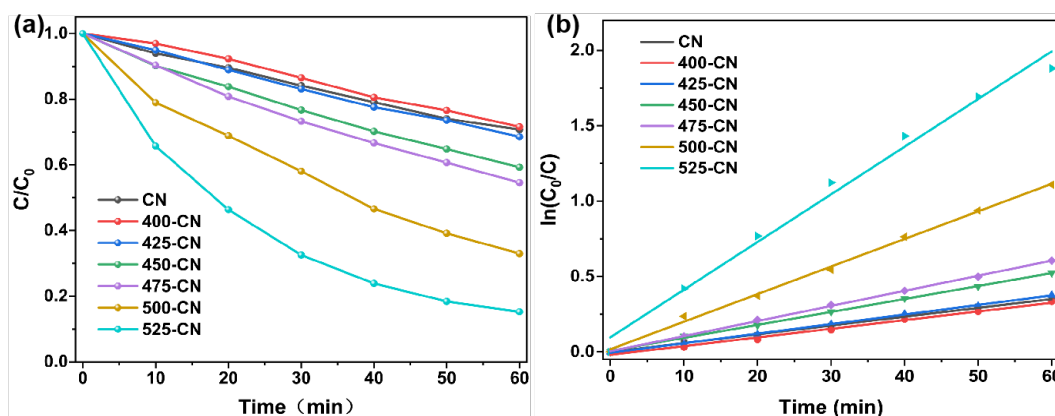 (a)
1.0
0.8
0.6
0.4
0.2
0.0
C/C0
CN
400-CN
425-CN
450-CN
475-CN
500-CN
525-CN
0 10 20 30 40 50 60
Time（min）
(b)
2.0
1.5
1.0
0.5
0.0
ln(C0/C)
CN
400-CN
425-CN
450-CN
475-CN
500-CN
525-CN
0 10 20 30 40 50 60
Time (min)